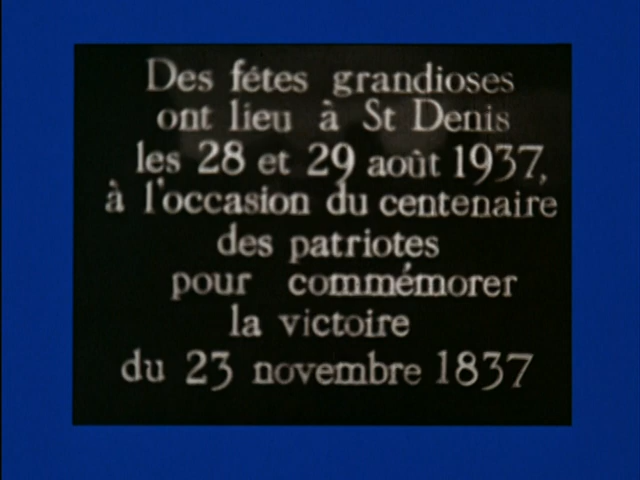 Des fêtes grandioses
ont lieu à St Denis
les 28 et 29 août 1937,
à l'occasion du centenaire
des patriotes
pour commémorer
la victoire
du 23 novembre 1837